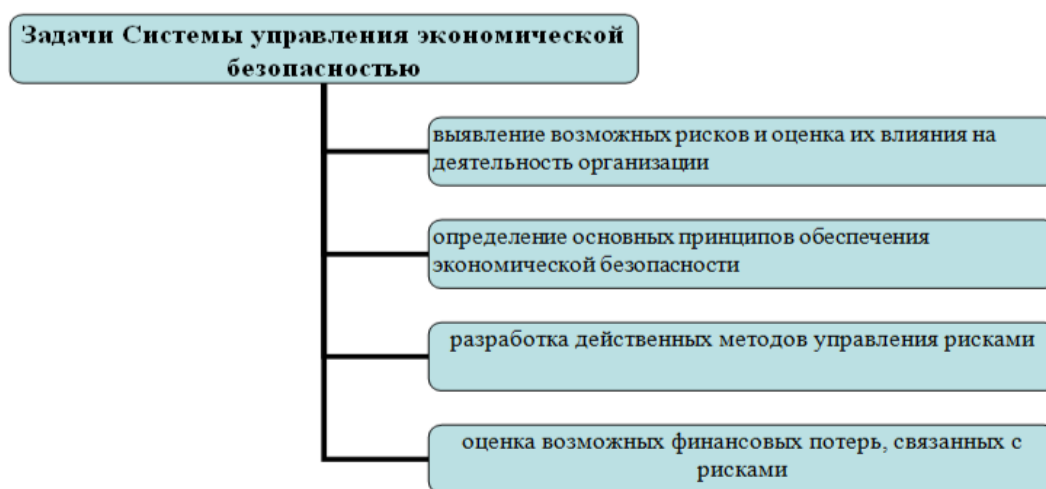 Задачи Системы управления экономической
безопасностью
выявление возможных рисков и оценка их влияния на
деятельность организации
определение основных принципов обеспечения
экономической безопасности
разработка действенных методов управления рисками
оценка возможных финансовых потерь, связанных с
рисками